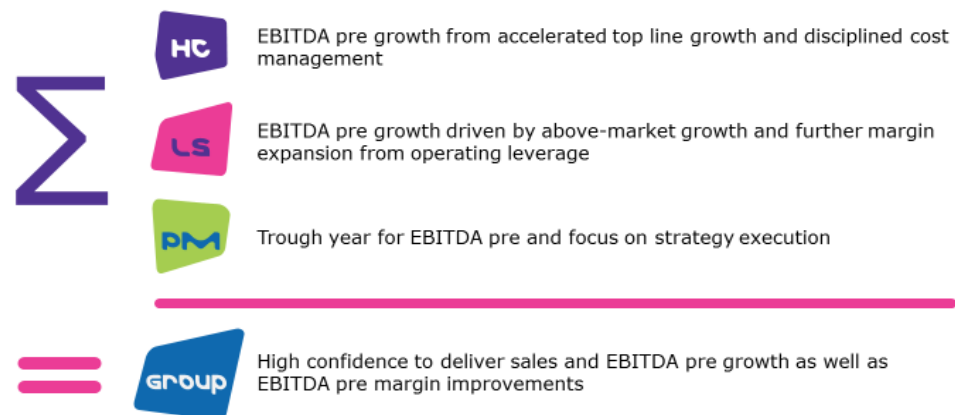 Σ
HC
EBITDA pre growth from accelerated top line growth and disciplined cost
management
LS
EBITDA pre growth driven by above-market growth and further margin
expansion from operating leverage
PM
Trough year for EBITDA pre and focus on strategy execution
=
Group
High confidence to deliver sales and EBITDA pre growth as well as
EBITDA pre margin improvements